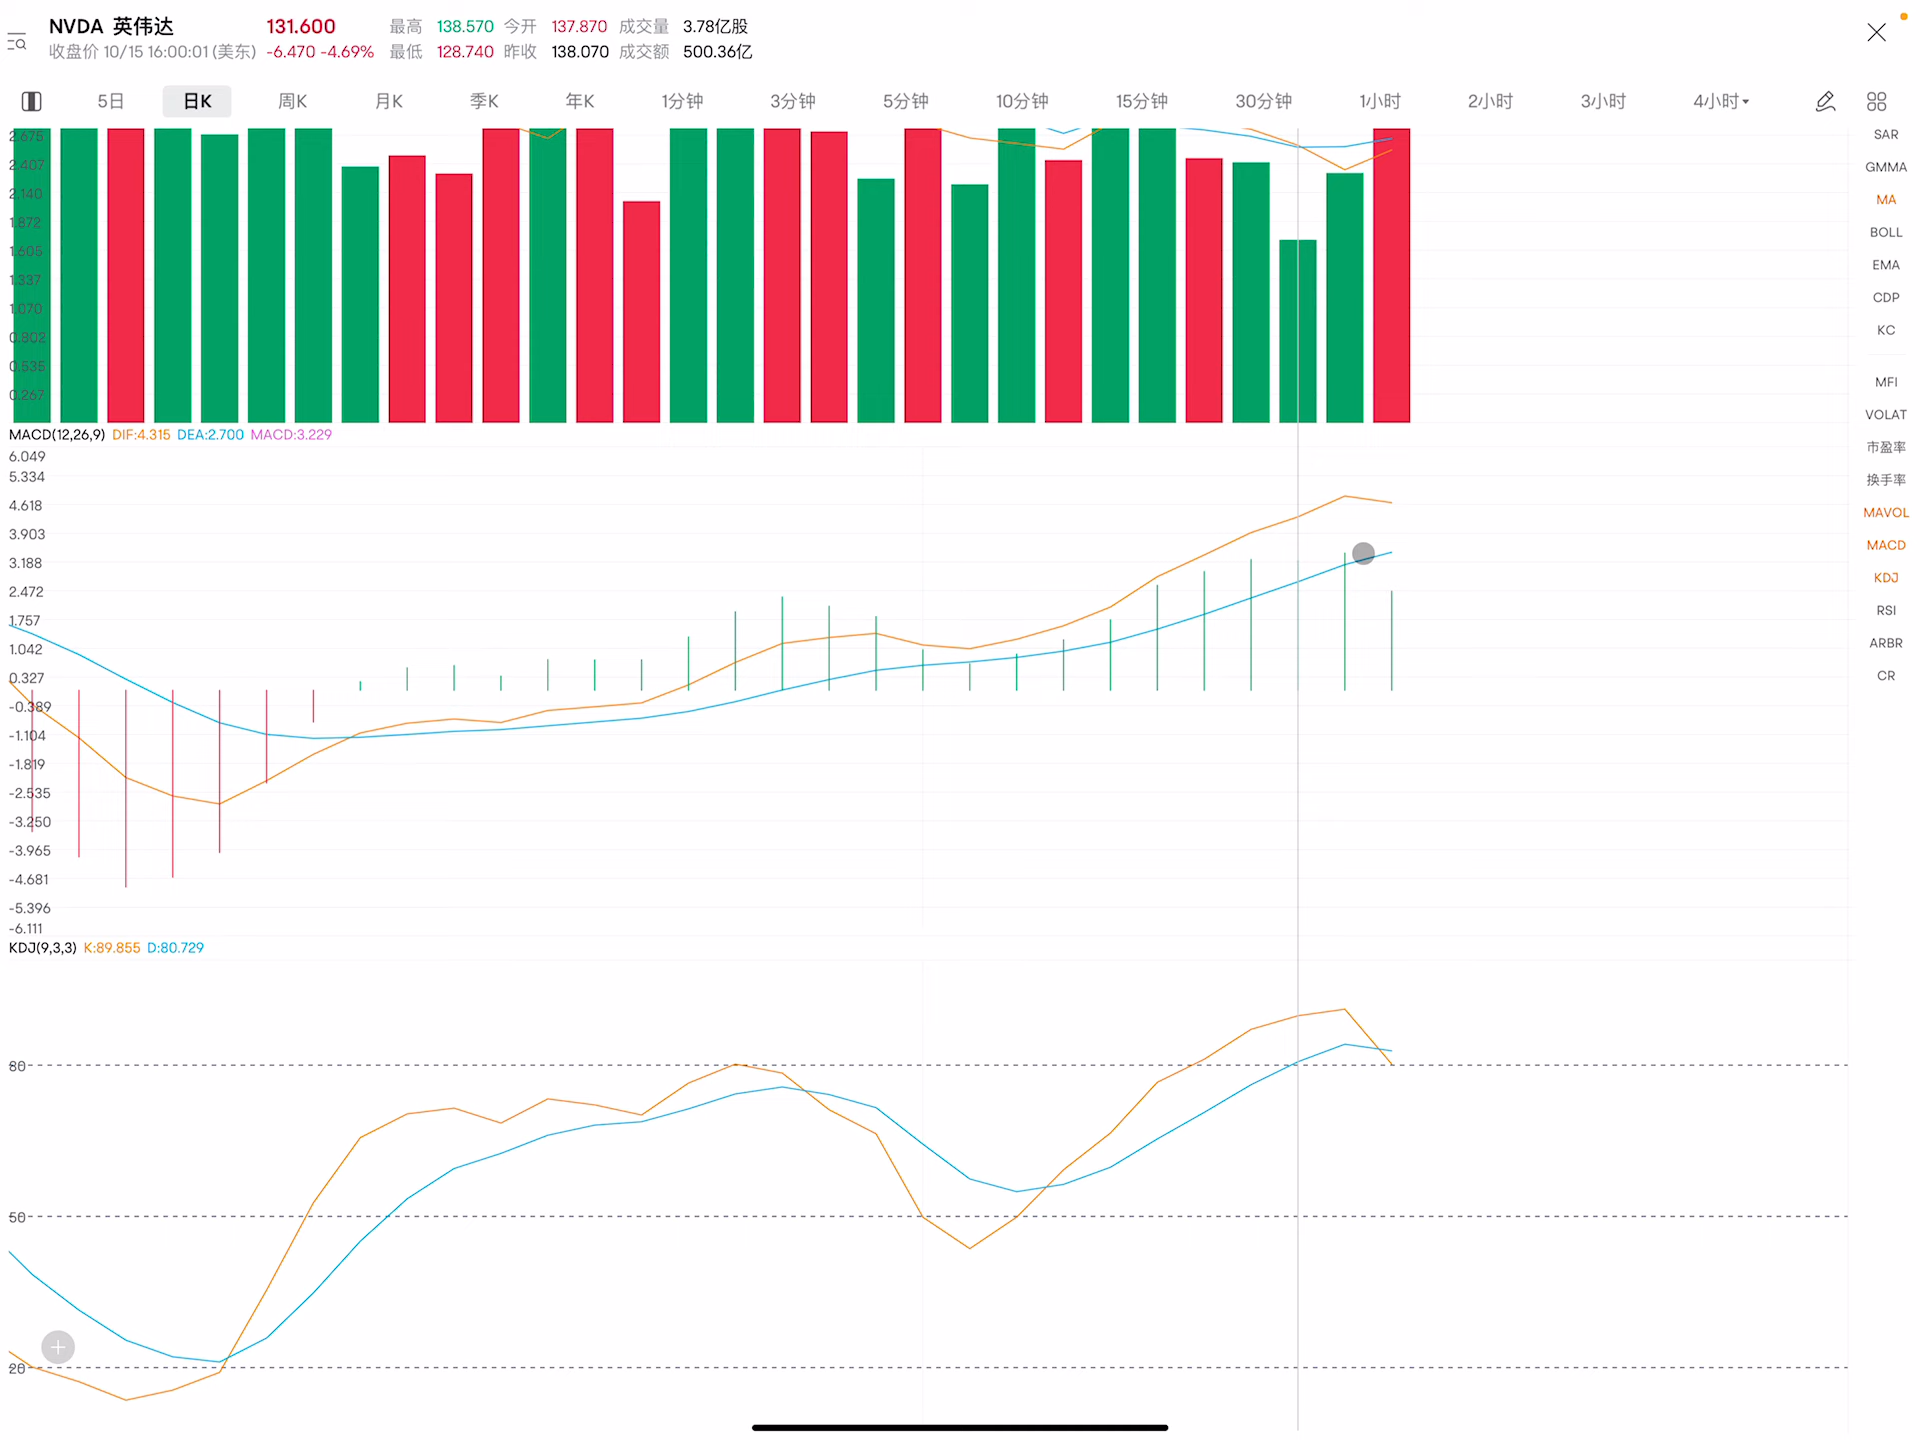 NVDA 英伟达 131.600 最高 138.570 今开 137.870 成交量 3.78亿股
收盘价 10/15 16:00:01 (美东) -6.470 -4.69% 最低 128.740 昨收 138.070 成交额 500.36亿
5日 日K 周K 月K 季K 年K 1分钟 3分钟 5分钟 10分钟 15分钟 30分钟 1小时 2小时 3小时 4小时
2.675
2.407
2.140
1.872
1.605
1.337
1.070
0.802
0.535
0.267
MACD(12,26,9) DIF:4.315 DEA:2.700 MACD:3.229
6.049
5.334
4.618
3.903
3.188
2.472
1.757
1.042
0.327
-0.389
-1.104
-1.819
-2.535
-3.250
-3.965
-4.681
-5.396
-6.111
KDJ(9,3,3) K:89.855 D:80.729
80
50
20
SAR
GMMA
MA
BOLL
EMA
CDP
KC
MFI
VOLAT
市盈率
换手率
MAVOL
MACD
KDJ
RSI
ARBR
CR